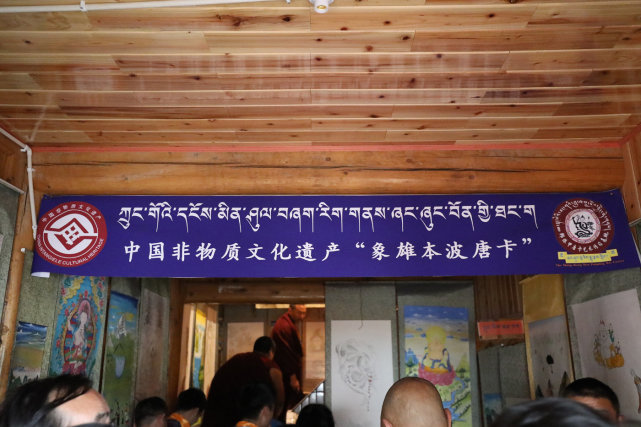 ཀྲུང་གོའི་དངོས་མིན་ཤུལ་བཞག་རིག་གནས་ཞང་ཞུང་བོན་གྱི་ཐང་ག
中国非物质文化遗产“象雄本波唐卡”